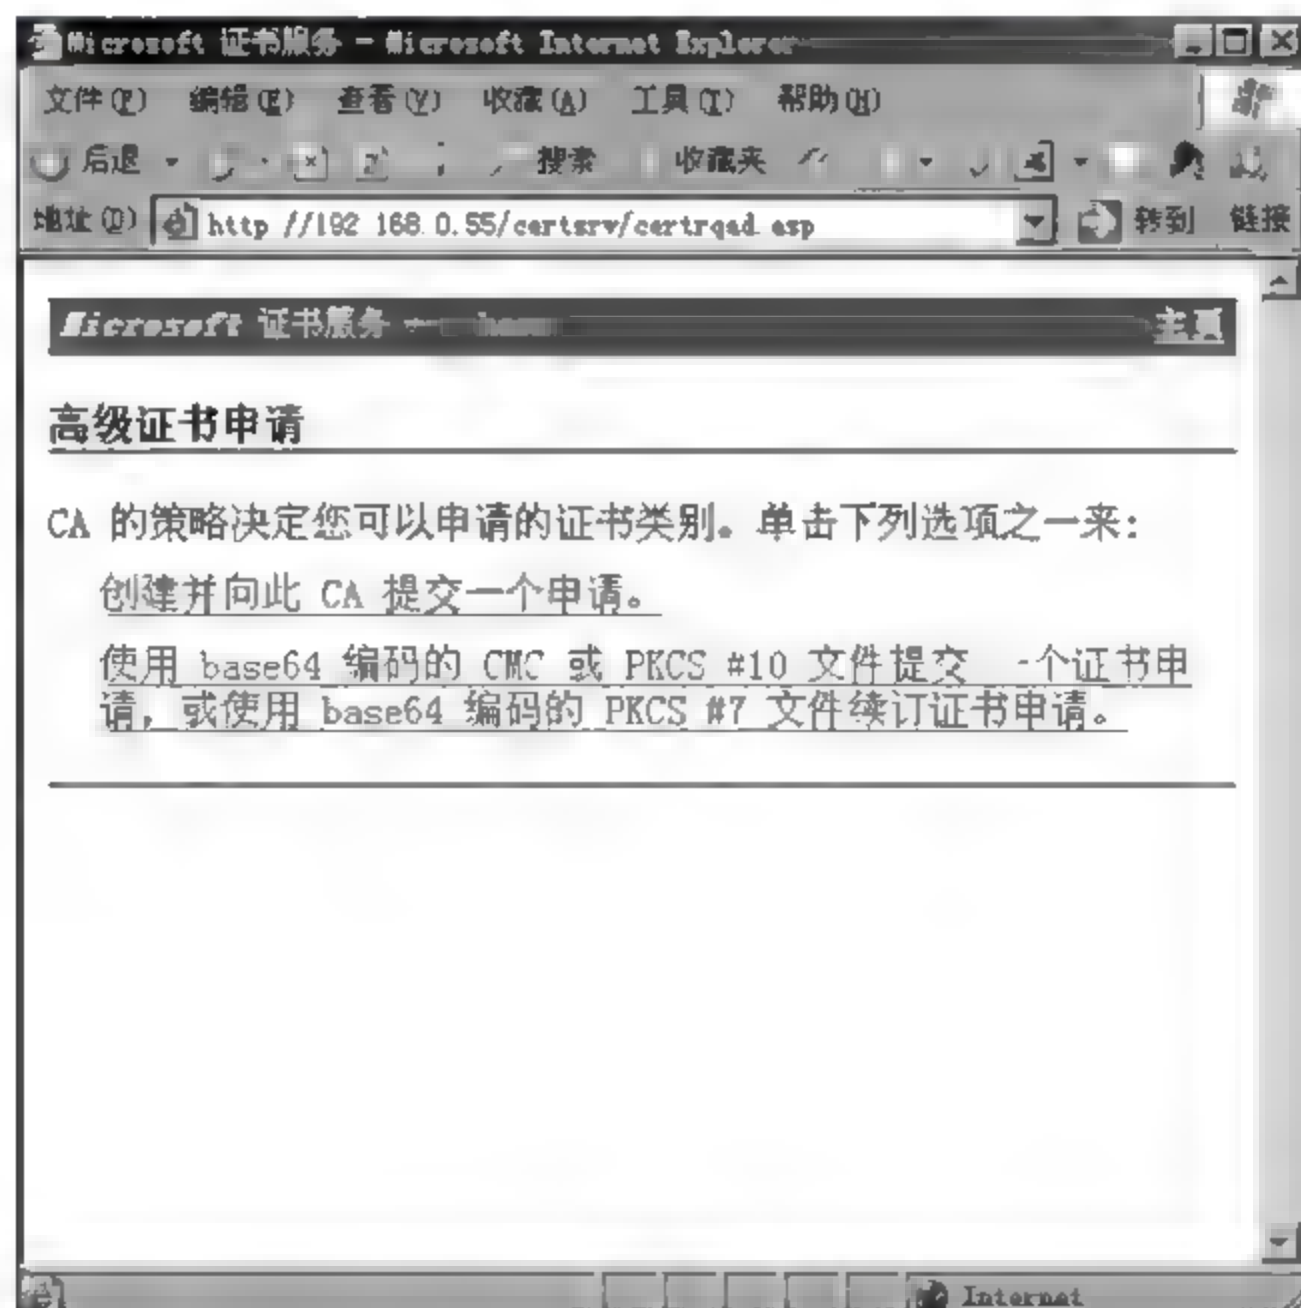 Microsoft 证书服务 - Microsoft Internet Explorer
文件(F) 编辑(E) 查看(V) 收藏(A) 工具(T) 帮助(H)
后退 搜索 收藏夹
地址(D) http //192 168.0.55/certsrv/certrqad asp 转到 链接
Microsoft 证书服务 主页
高级证书申请
CA 的策略决定您可以申请的证书类别。单击下列选项之一来:
创建并向此 CA 提交一个申请。
使用 base64 编码的 CMC 或 PKCS #10 文件提交 一个证书申
请, 或使用 base64 编码的 PKCS #7 文件续订证书申请。
Internet